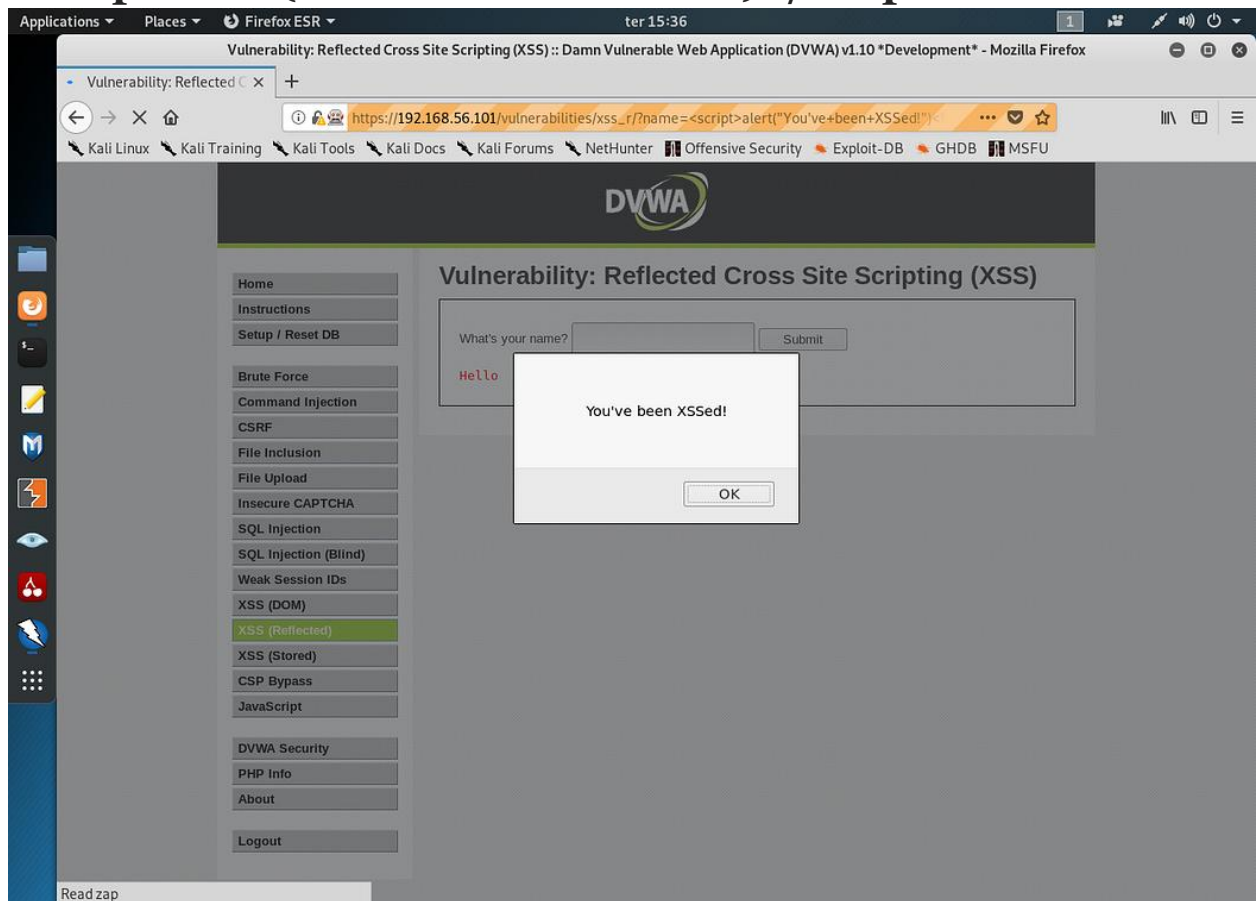 Applications Places Firefox ESR ter 15:36 1
Vulnerability: Reflected Cross Site Scripting (XSS) :: Damn Vulnerable Web Application (DVWA) v1.10 *Development* - Mozilla Firefox
Vulnerability: Reflected C
https://192.168.56.101/vulnerabilities/xss_r/?name=<script>alert("You've+been+XSSed!")<
Kali Linux Kali Training Kali Tools Kali Docs Kali Forums NetHunter Offensive Security Exploit-DB GHDB MSFU
DVWA
Vulnerability: Reflected Cross Site Scripting (XSS)
What's your name? Submit
Hello
You've been XSSed!
OK
Home
Instructions
Setup / Reset DB
Brute Force
Command Injection
CSRF
File Inclusion
File Upload
Insecure CAPTCHA
SQL Injection
SQL Injection (Blind)
Weak Session IDs
XSS (DOM)
XSS (Reflected)
XSS (Stored)
CSP Bypass
JavaScript
DVWA Security
PHP Info
About
Logout
Read zap